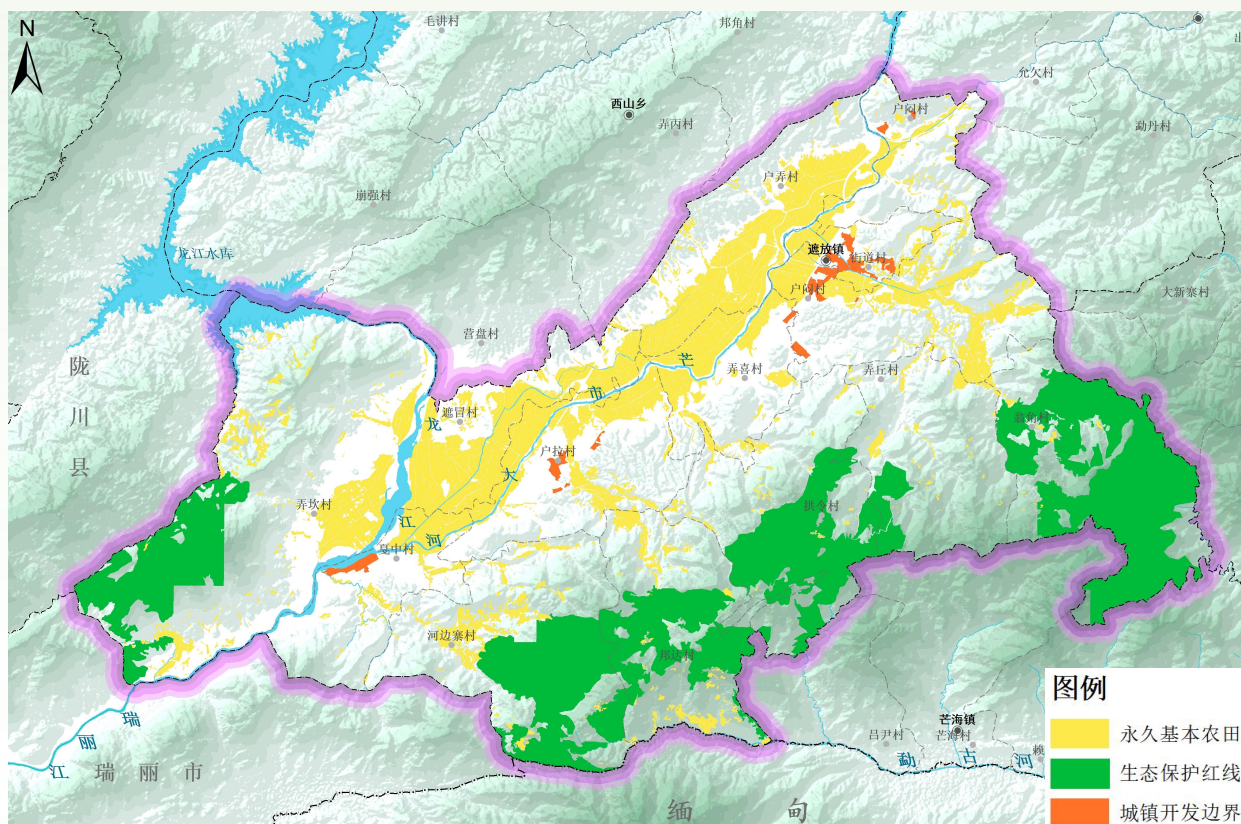 N
毛讲村
邦角村
出
允欠村
西山乡
户闷村
弄丙村
勐丹村
户弄村
崩强村
龙江水库
遮放镇
街道村
户闷村
大新寨村
营盘村
陇川县
芒市大河
弄喜村
弄丘村
遮冒村
龙江
户拉村
弄坎村
拱令村
戛中村
河边寨村
邦达村
图例
永久基本农田
生态保护红线
城镇开发边界
芒海镇
吕尹村
芒海村
赖
勐古河
瑞丽江
瑞丽市
缅甸